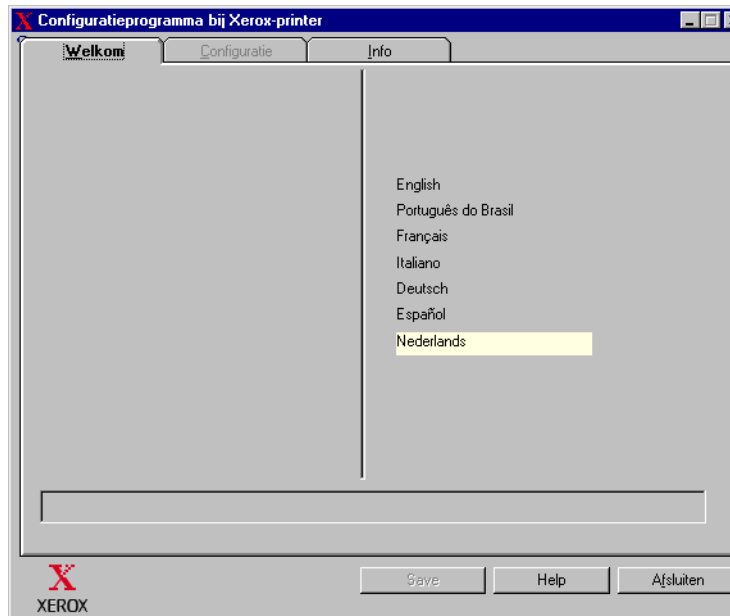 Configuratieprogramma bij Xerox-printer
Welkom Configuratie Info
English
Português do Brasil
Français
Italiano
Deutsch
Español
Nederlands
X
XEROX
Save Help Afsluiten